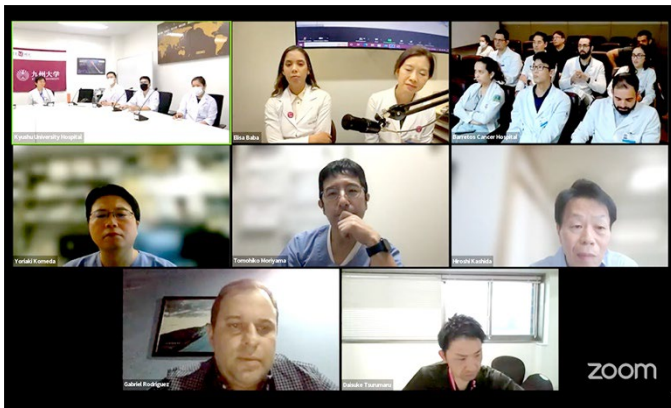 九州大学
Kyushu University Hospital
Elisa Baba
Barretos Cancer Hospital
Yoriaki Komeda
Tomohiko Moriyama
Hiroshi Kashida
Gabriel Rodriguez
Daisuke Tsurumaru
zoom